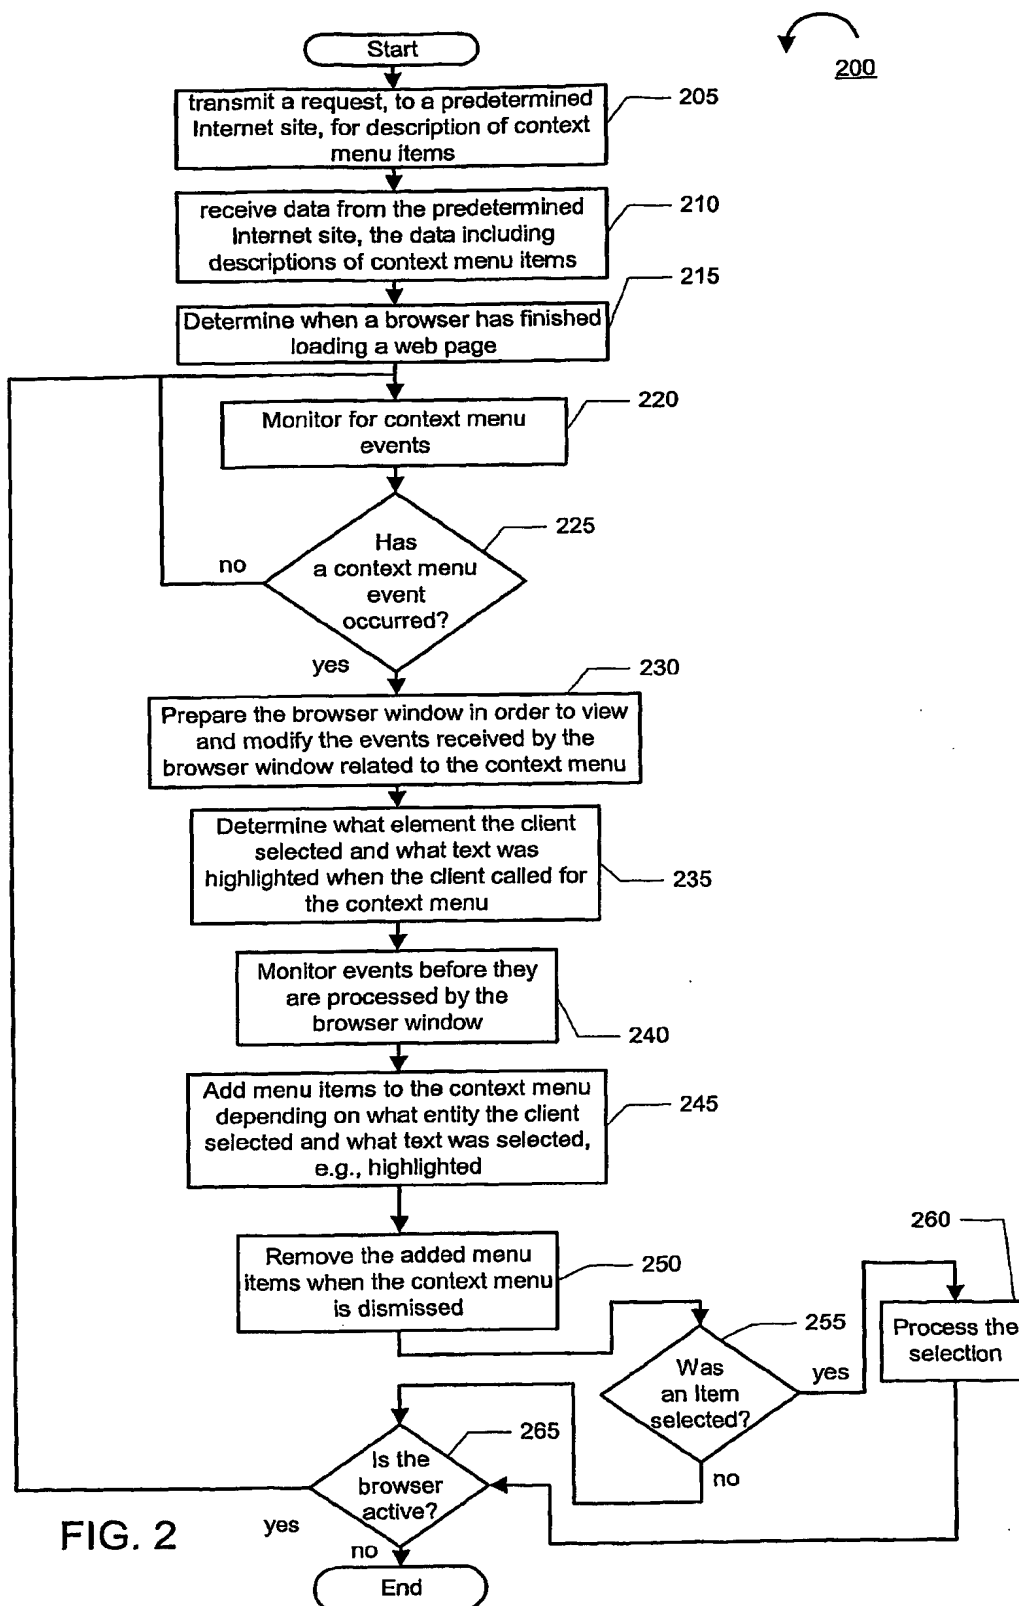 Start
200
transmit a request, to a predetermined
Internet site, for description of context
menu items
205
receive data from the predetermined
Internet site, the data including
descriptions of context menu items
210
215
Determine when a browser has finished
loading a web page
220
Monitor for context menu
events
225
Has
a context menu
event
occurred?
no
yes
230
Prepare the browser window in order to view
and modify the events received by the
browser window related to the context menu
Determine what element the client
selected and what text was
highlighted when the client called for
the context menu
235
Monitor events before they
are processed by the
browser window
240
Add menu items to the context menu
depending on what entity the client
selected and what text was selected,
e.g., highlighted
245
Remove the added menu
items when the context menu
is dismissed
250
255
Was
an Item
selected?
yes
no
260
Process the
selection
265
Is the
browser
active?
yes
no
End
FIG. 2